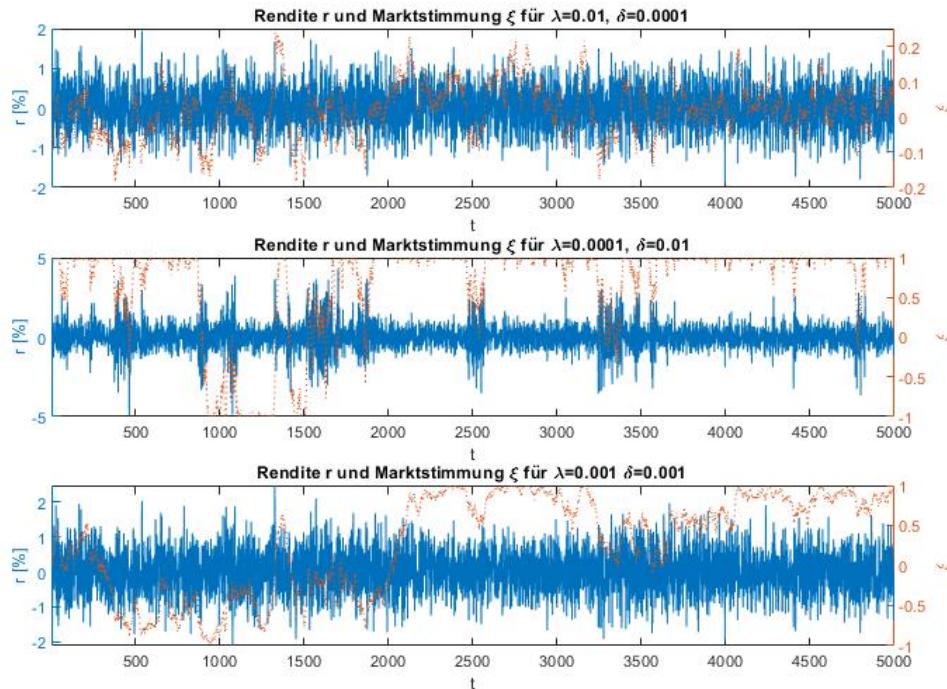 Rendite r und Marktstimmung ξ für λ=0.01, δ=0.0001
2 1 0 -1 -2
r [%]
0.2 0.1 0 -0.1 -0.2
ξ
500 1000 1500 2000 2500 3000 3500 4000 4500 5000
t
Rendite r und Marktstimmung ξ für λ=0.0001, δ=0.01
5 0 -5
r [%]
1 0.5 0 -0.5 -1
ξ
500 1000 1500 2000 2500 3000 3500 4000 4500 5000
t
Rendite r und Marktstimmung ξ für λ=0.001 δ=0.001
2 1 0 -1 -2
r [%]
1 0.5 0 -0.5 -1
ξ
500 1000 1500 2000 2500 3000 3500 4000 4500 5000
t